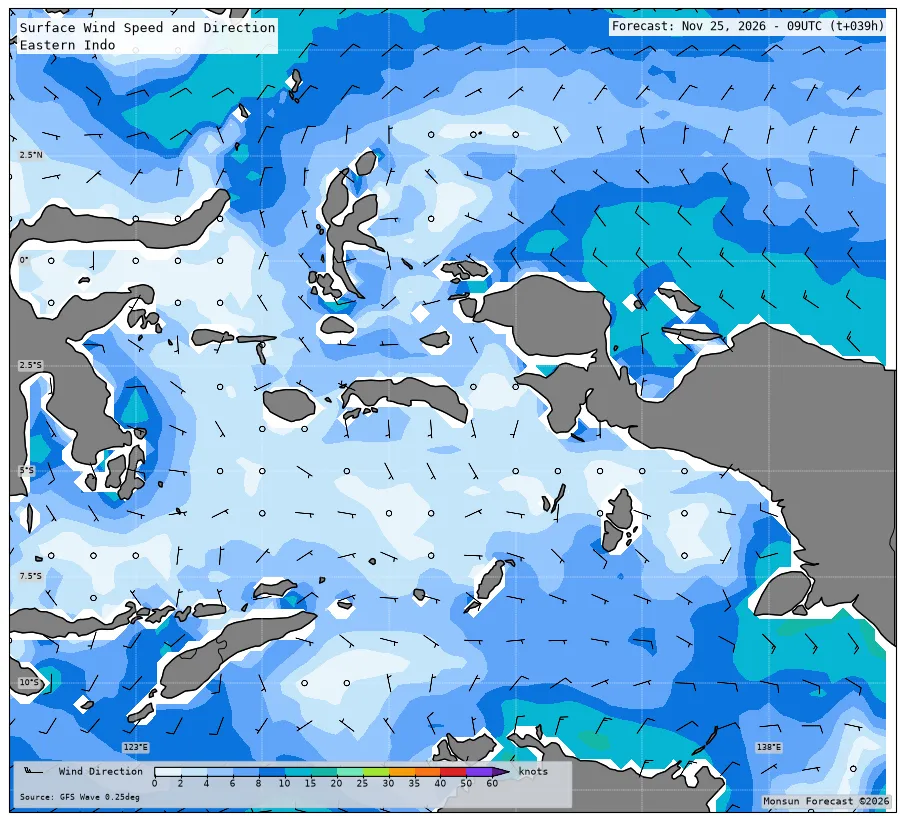 Surface Wind Speed and Direction
Eastern Indo
Forecast: Nov 25, 2026 - 09UTC (t+039h)
2.5°N
0°
2.5°S
5°S
7.5°S
10°S
123°E
138°E
Wind Direction
knots
0 2 4 6 8 10 15 20 25 30 35 40 50 60
Source: GFS Wave 0.25deg
Monsun Forecast ©2026